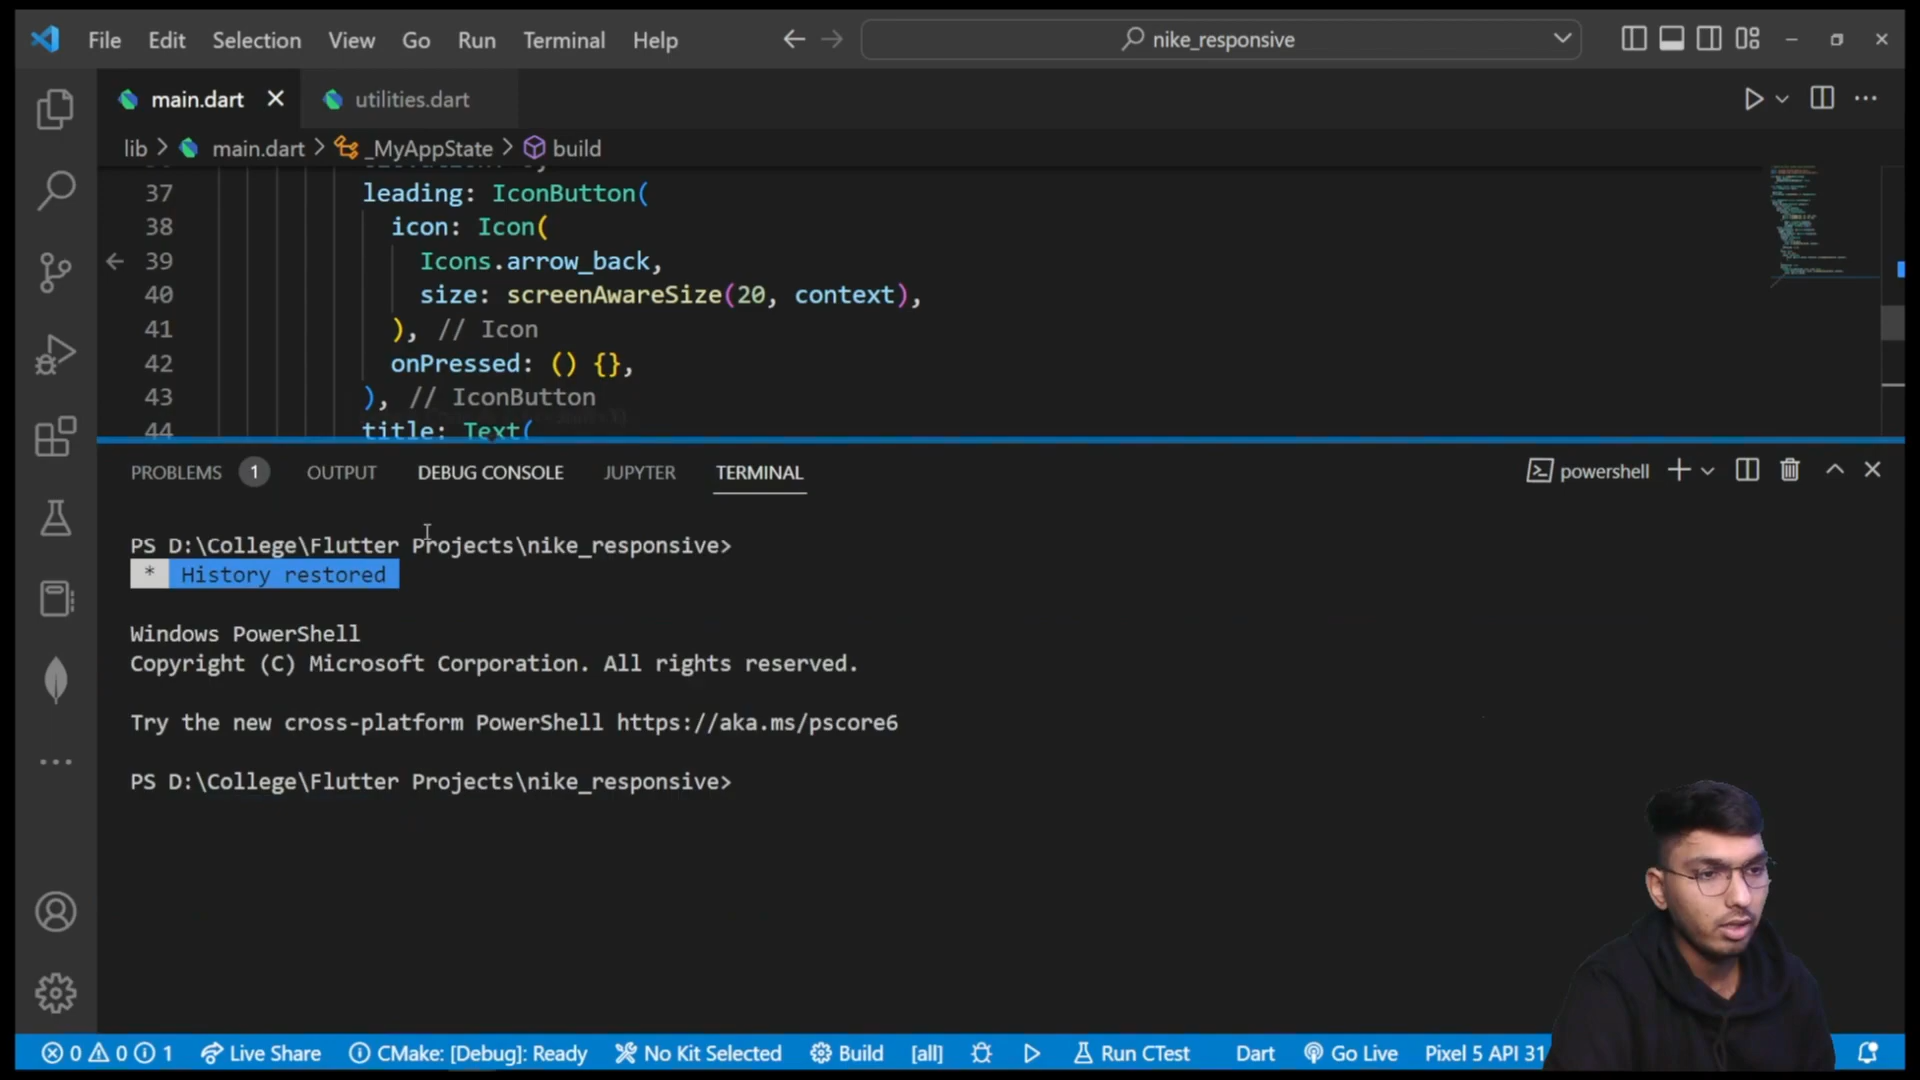 File Edit Selection View Go Run Terminal Help nike_responsive
main.dart utilities.dart
lib > main.dart > _MyAppState > build
37 leading: IconButton(
38 icon: Icon(
39 Icons.arrow_back,
40 size: screenAwareSize(20, context),
41 ), // Icon
42 onPressed: () {},
43 ), // IconButton
44 title: Text(
PROBLEMS 1 OUTPUT DEBUG CONSOLE JUPYTER TERMINAL powershell
PS D:\College\Flutter Projects\nike_responsive>
* History restored
Windows PowerShell
Copyright (C) Microsoft Corporation. All rights reserved.
Try the new cross-platform PowerShell https://aka.ms/pscore6
PS D:\College\Flutter Projects\nike_responsive>
0 0 1 Live Share CMake: [Debug]: Ready No Kit Selected Build [all] Run CTest Dart Go Live Pixel 5 API 31